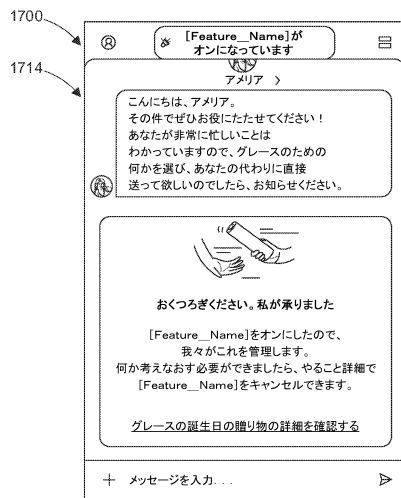 1700
[Feature__Name]が
オンになっています
1714
アメリア >
こんにちは、アメリア。
その件でぜひお役にたたせてください！
あなたが非常に忙しいことは
わかっていますので、グレースのための
何かを選び、あなたの代わりに直接
送って欲しいのでしたら、お知らせください。
おくつろぎください。私が承りました
[Feature__Name]をオンにしたので、
我々がこれを管理します。
何か考えなおす必要ができましたら、やること詳細で
[Feature__Name]をキャンセルできます。
グレースの誕生日の贈り物の詳細を確認する
メッセージを入力...